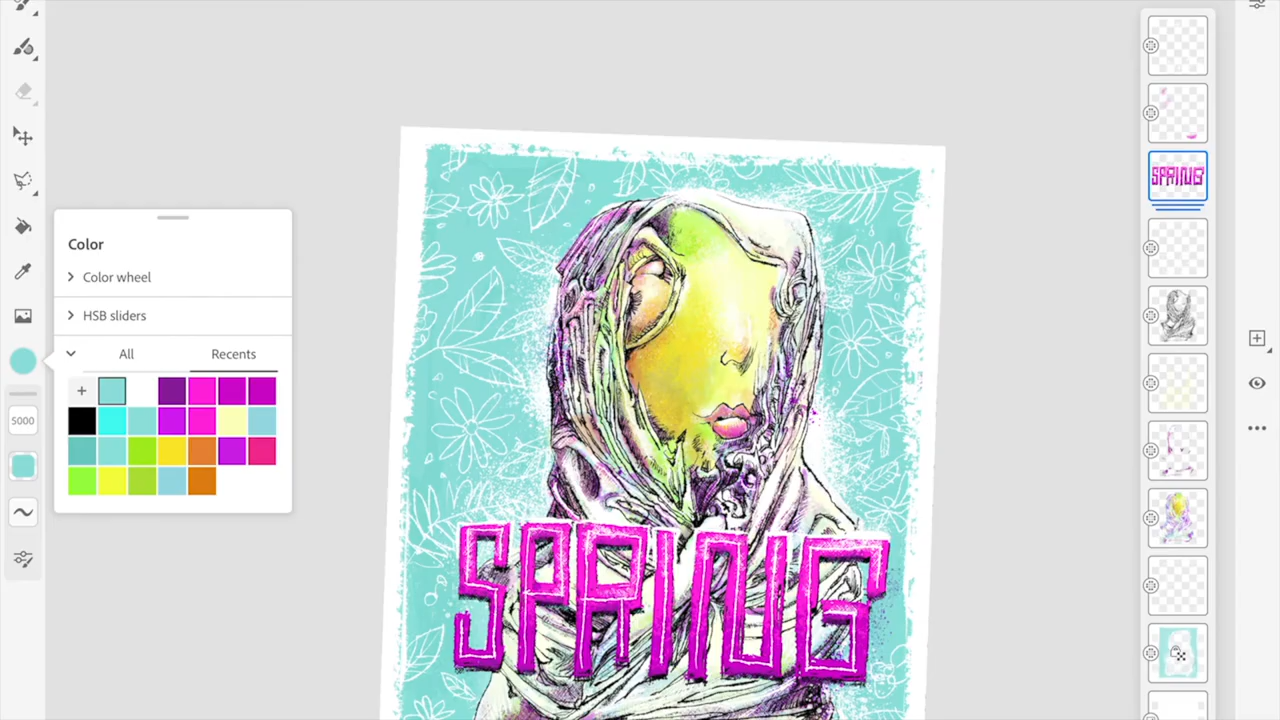 Color
Color wheel
HSB sliders
All
Recents
+
5000
SPRING
SPRING